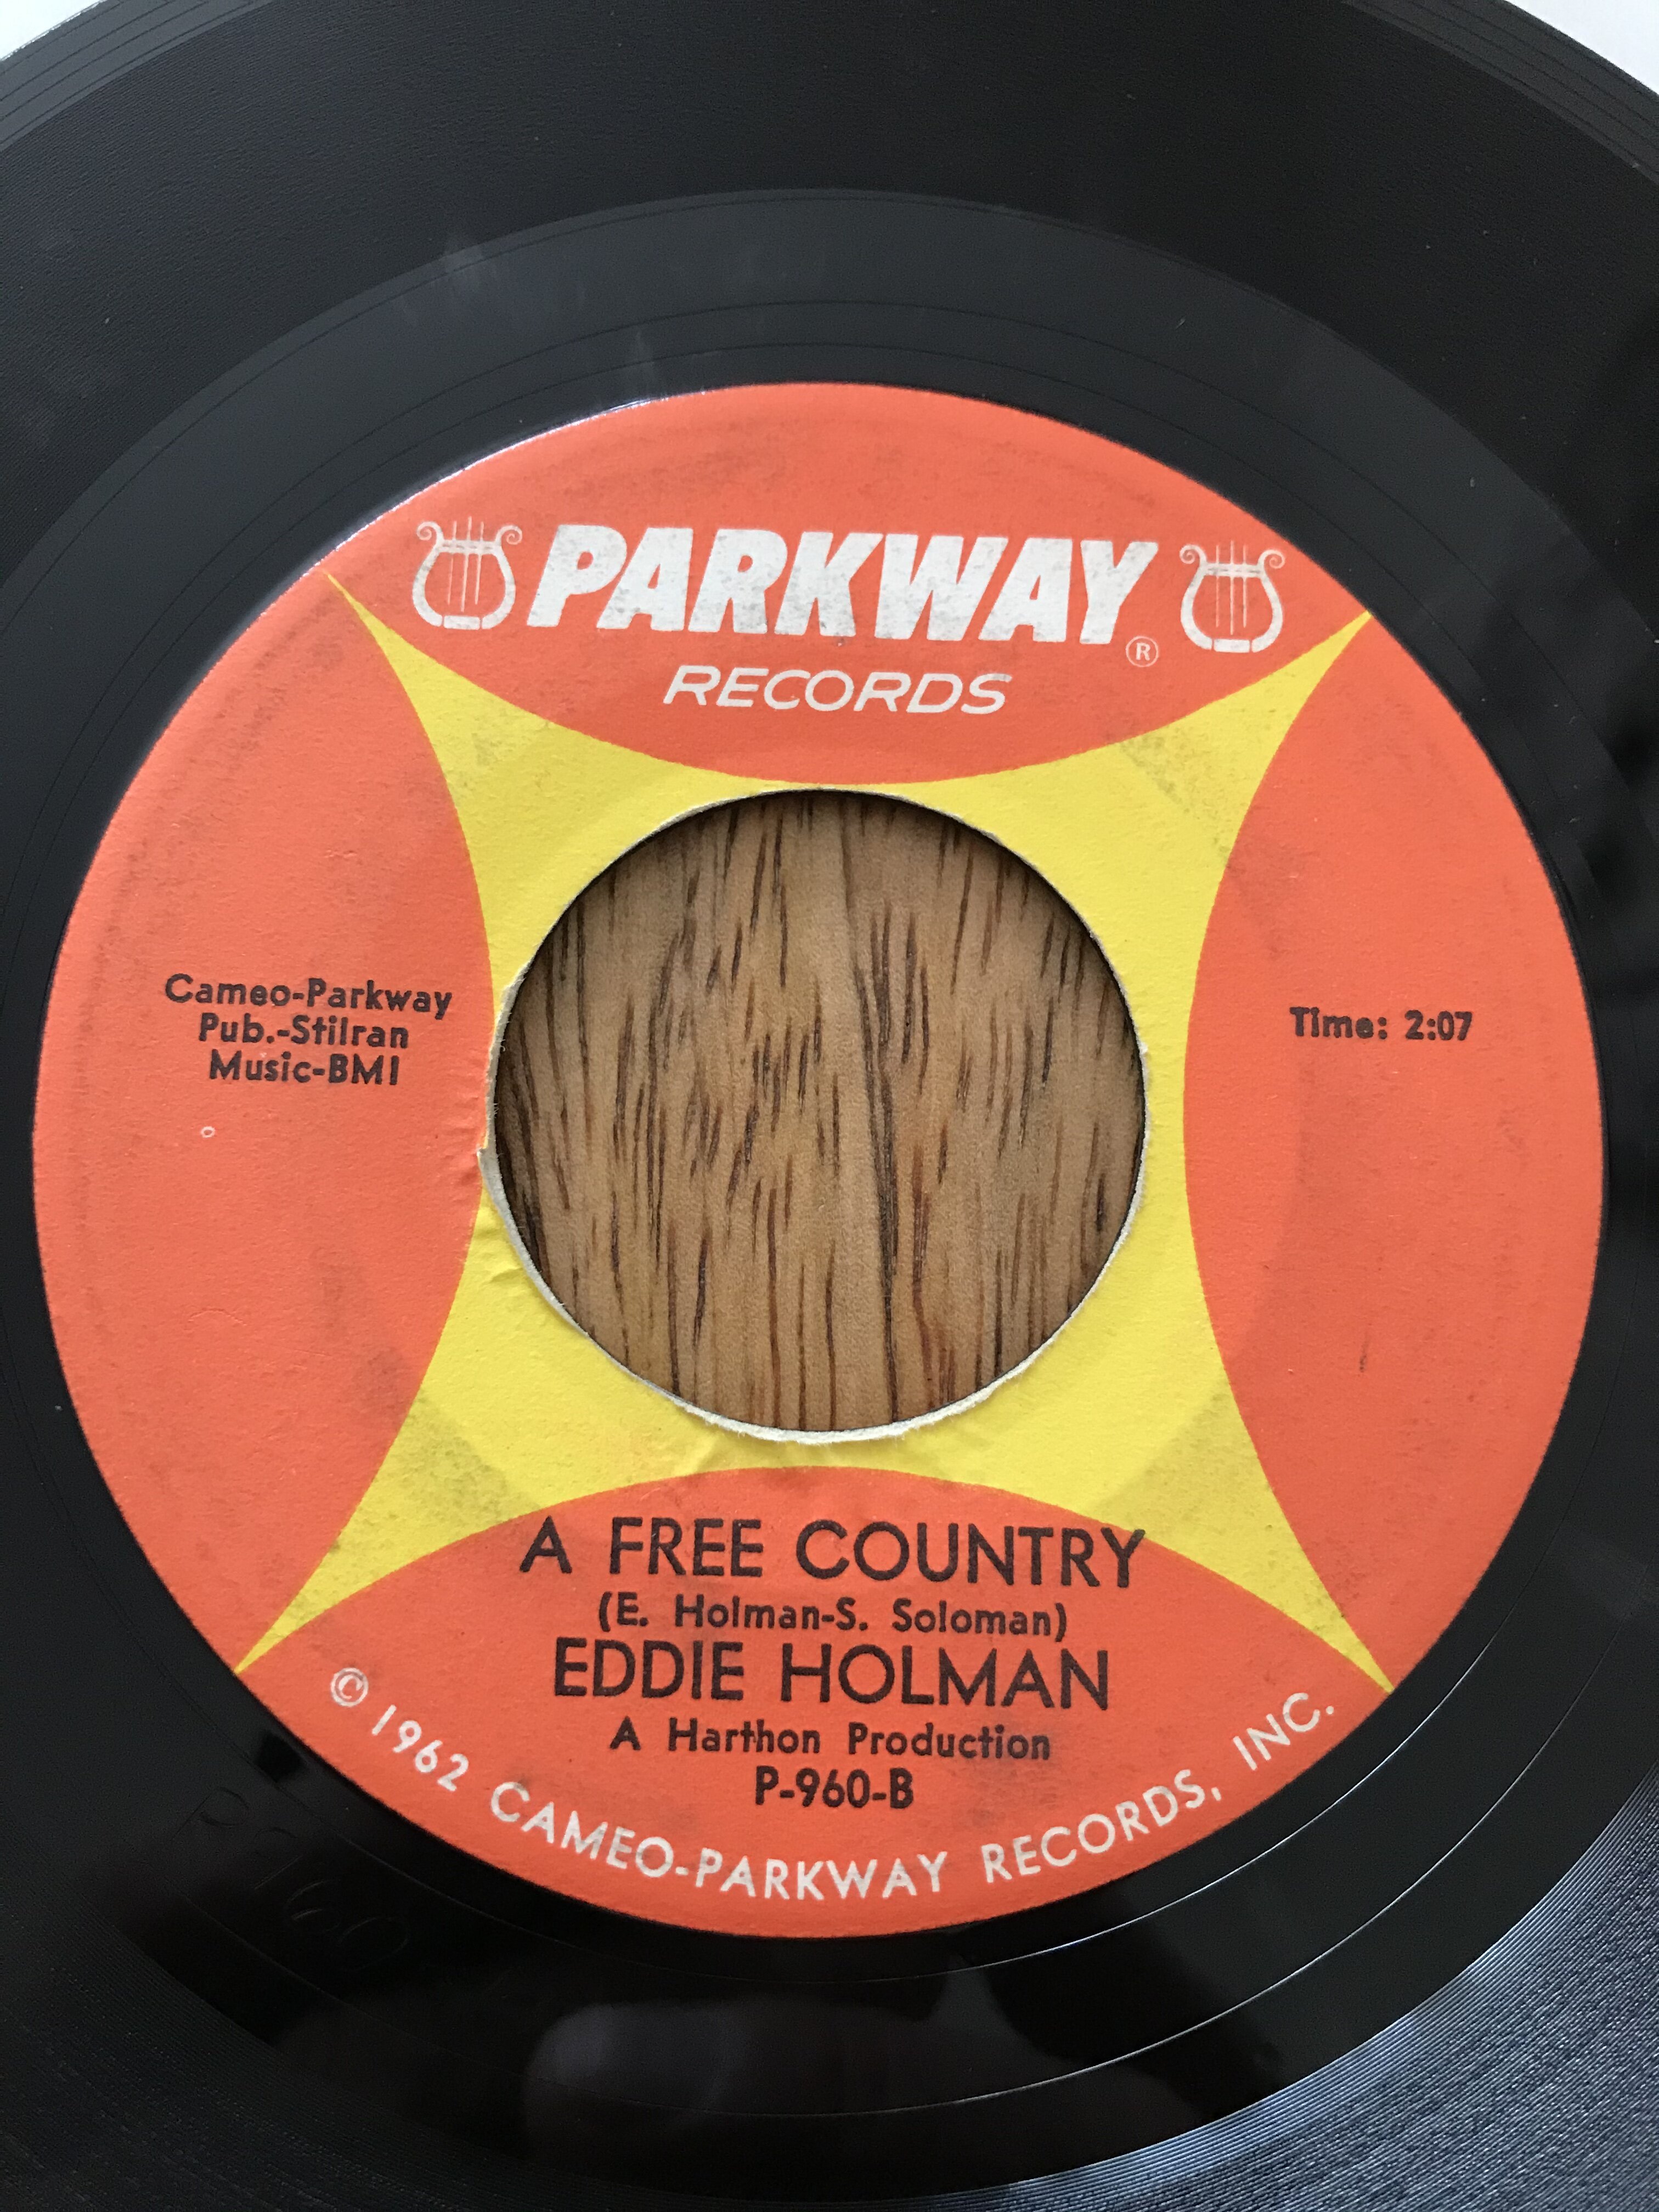 PARKWAY ®
RECORDS
Cameo-Parkway
Pub.-Stilran
Music-BMI
Time: 2:07
A FREE COUNTRY
(E. Holman-S. Soloman)
EDDIE HOLMAN
A Harthon Production
P-960-B
© 1962 CAMEO-PARKWAY RECORDS, INC.